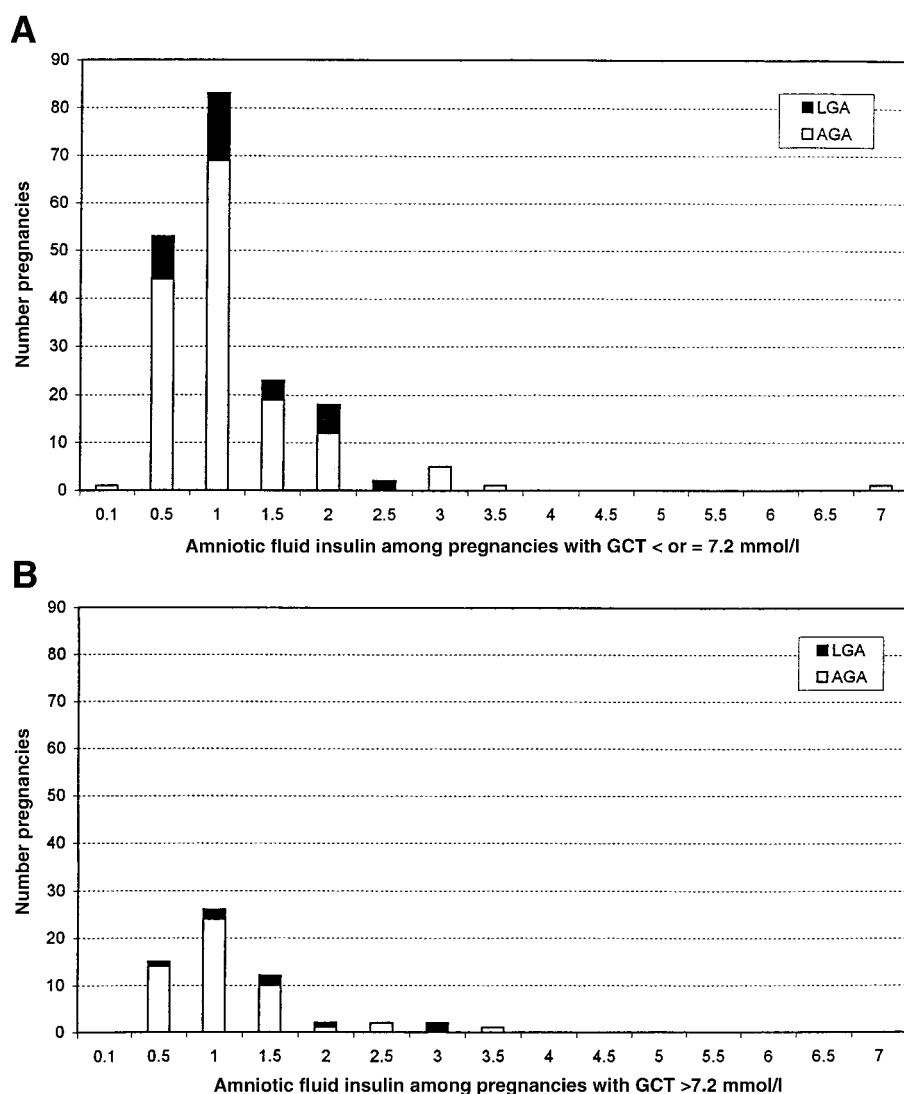 A
90
80
70
60
50
40
30
20
10
0
Number pregnancies
LGA
AGA
0.1 0.5 1 1.5 2 2.5 3 3.5 4 4.5 5 5.5 6 6.5 7
Amniotic fluid insulin among pregnancies with GCT < or = 7.2 mmol/l
B
90
80
70
60
50
40
30
20
10
0
Number pregnancies
LGA
AGA
0.1 0.5 1 1.5 2 2.5 3 3.5 4 4.5 5 5.5 6 6.5 7
Amniotic fluid insulin among pregnancies with GCT >7.2 mmol/l